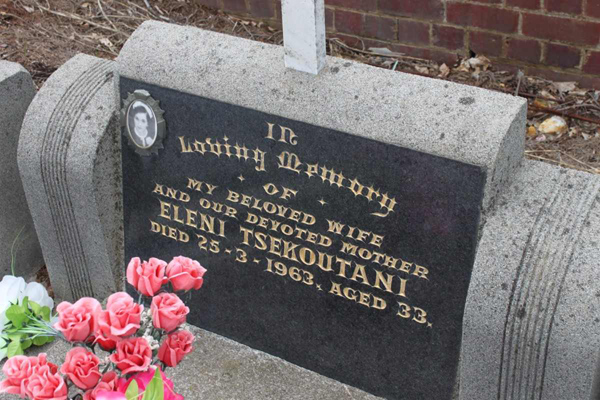 In
Loving Memory
OF
MY BELOVED WIFE
AND OUR DEVOTED MOTHER
ELENI TSEKOUTANI
DIED 25-3-1963, AGED 33.